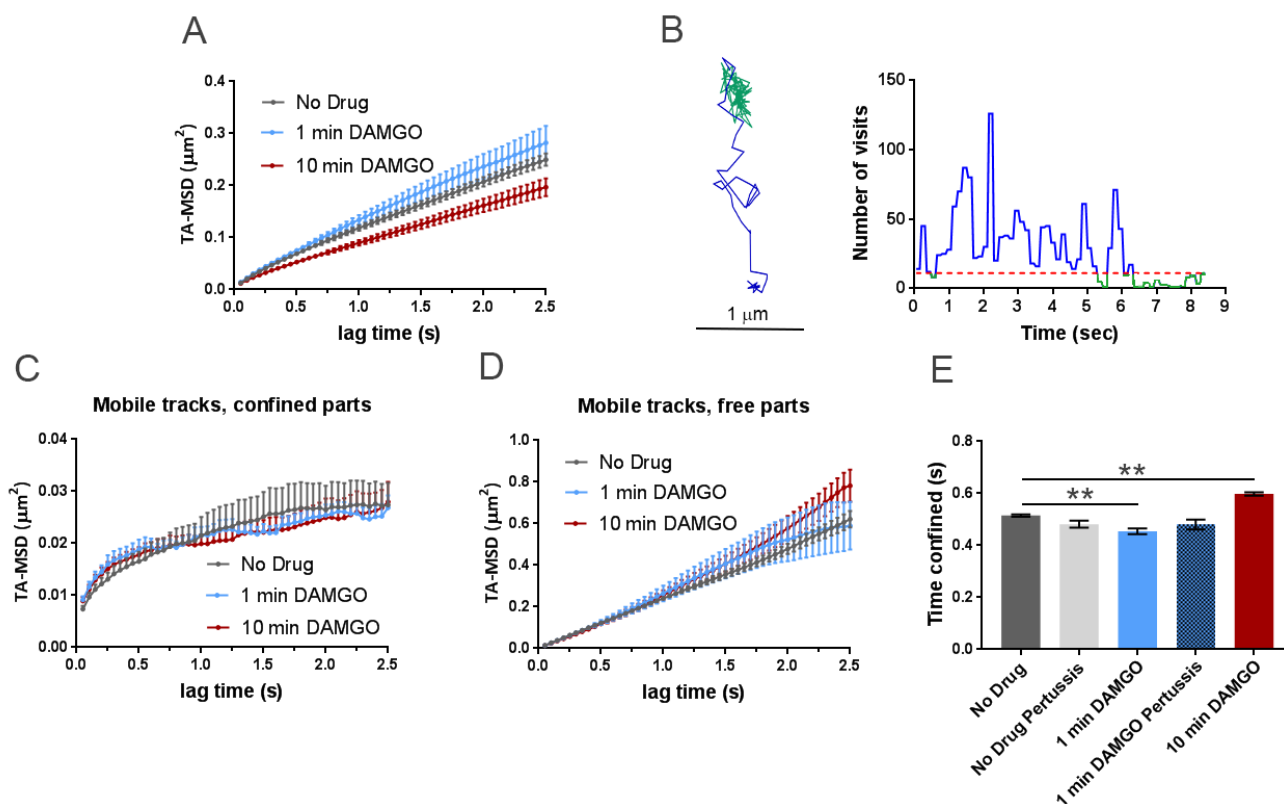 A
TA-MSD (μm²)
0.4
0.3
0.2
0.1
0.0
No Drug
1 min DAMGO
10 min DAMGO
0.0 0.5 1.0 1.5 2.0 2.5
lag time (s)
B
1 μm
Number of visits
150
100
50
0
0 1 2 3 4 5 6 7 8 9
Time (sec)
C
Mobile tracks, confined parts
TA-MSD (μm²)
0.04
0.03
0.02
0.01
0.00
No Drug
1 min DAMGO
10 min DAMGO
0.0 0.5 1.0 1.5 2.0 2.5
lag time (s)
D
Mobile tracks, free parts
TA-MSD (μm²)
1.0
0.8
0.6
0.4
0.2
0.0
No Drug
1 min DAMGO
10 min DAMGO
0.0 0.5 1.0 1.5 2.0 2.5
lag time (s)
E
Time confined (s)
0.8
0.6
0.4
0.2
0.0
**
**
No Drug
No Drug Pertussis
1 min DAMGO
1 min DAMGO Pertussis
10 min DAMGO